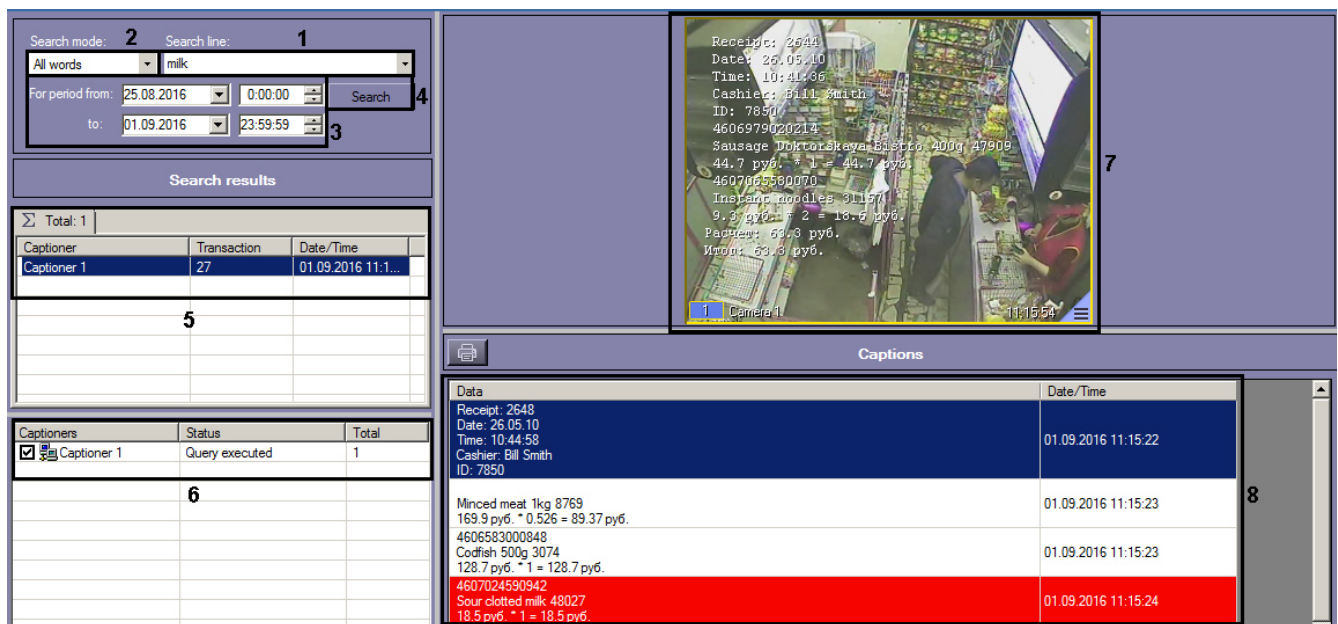 Search mode: 2 Search line: 1
All words milk
For period from: 25.08.2016 0:00:00 Search 4
to: 01.09.2016 23:59:59 3
Search results
Σ Total: 1
Captioner Transaction Date/Time
Captioner 1 27 01.09.2016 11:1...
5
Captioners Status Total
Captioner 1 Query executed 1
6
Receipt: 2644
Date: 26.05.10
Time: 10:41:36
Cashier: Bill Smith
ID: 7850
4606979020214
Sausage Doktorskaya Bistto 400g 47909
44.7 руб. * 1 = 44.7 руб.
4607065580070
Instant noodles 31157
9.3 руб. * 2 = 18.6 руб.
Расчет: 63.3 руб.
Итог: 63.3 руб.
1 Camera 1 11:15:54
7
Captions
Data Date/Time
Receipt: 2648
Date: 26.05.10
Time: 10:44:58
Cashier: Bill Smith
ID: 7850
01.09.2016 11:15:22
Minced meat 1kg 8769
169.9 руб. * 0.526 = 89.37 руб.
01.09.2016 11:15:23
4606583000848
Codfish 500g 3074
128.7 руб. * 1 = 128.7 руб.
01.09.2016 11:15:23
4607024590942
Sour clotted milk 48027
18.5 руб. * 1 = 18.5 руб.
01.09.2016 11:15:24
8